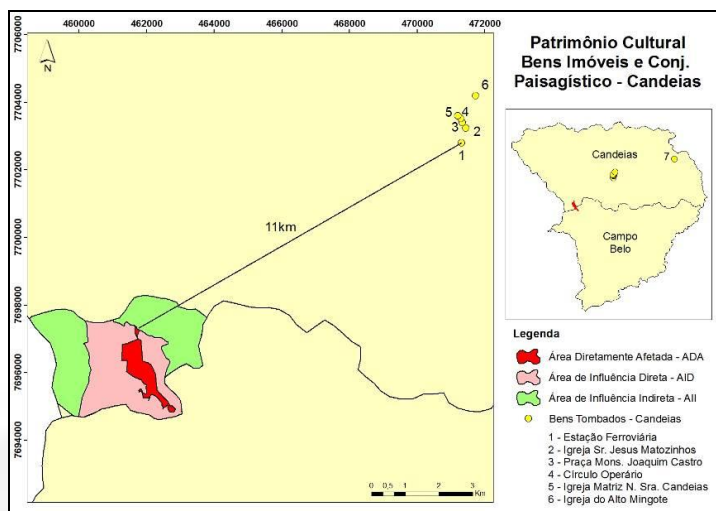 460000 462000 464000 466000 468000 470000 472000
7706000
7704000
7702000
7700000
7698000
7696000
7694000
N
6
5 4
3 2
1
11km
0 0,5 1 2 3
Km
Patrimônio Cultural
Bens Imóveis e Conj.
Paisagístico - Candeias
Candeias
7
Campo
Belo
Legenda
Área Diretamente Afetada - ADA
Área de Influência Direta - AID
Área de Influência Indireta - AII
Bens Tombados - Candeias
1 - Estação Ferroviária
2 - Igreja Sr. Jesus Matozinhos
3 - Praça Mons. Joaquim Castro
4 - Círculo Operário
5 - Igreja Matriz N. Sra. Candeias
6 - Igreja do Alto Mingote